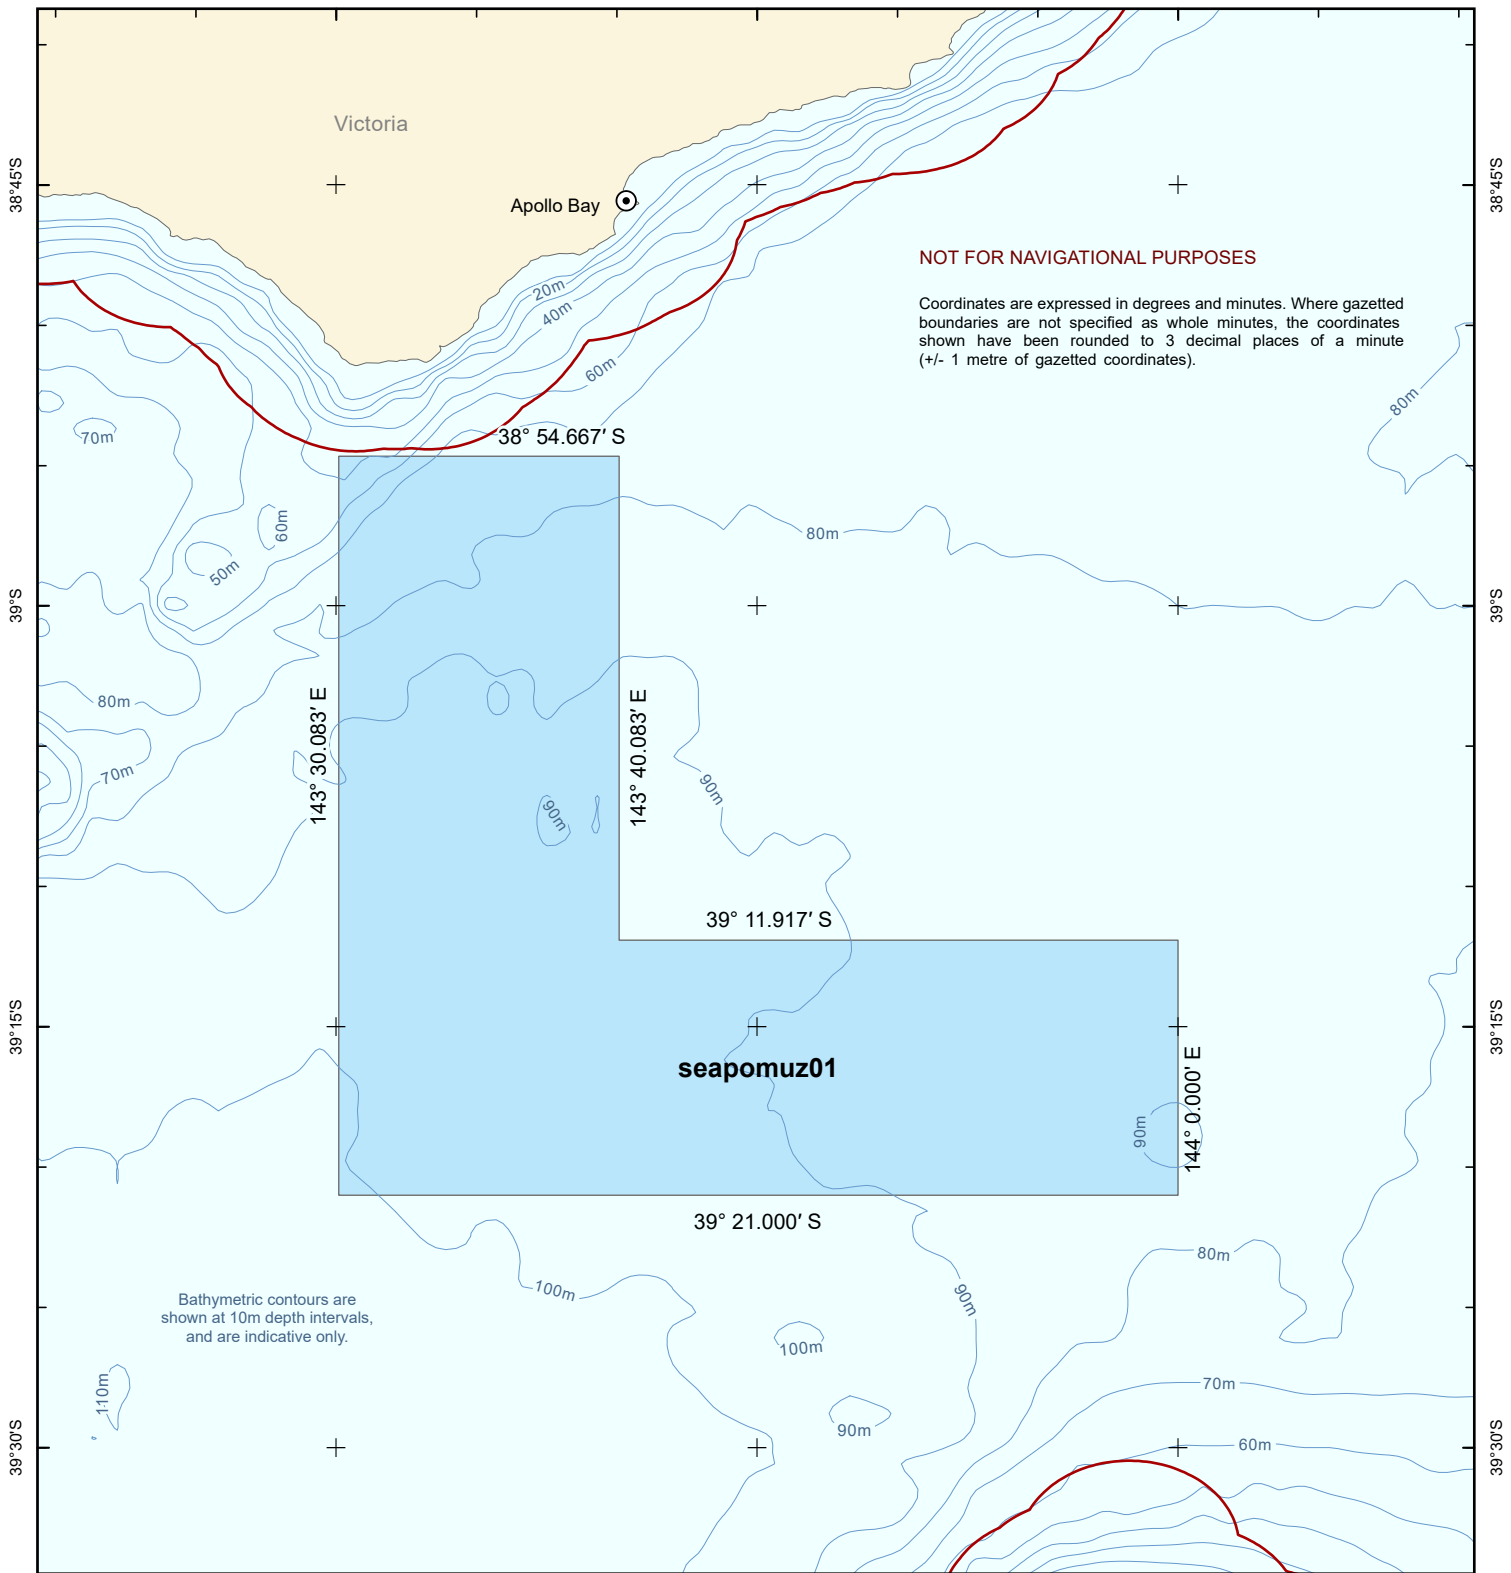 Victoria
38°45'S
38°45'S
Apollo Bay
NOT FOR NAVIGATIONAL PURPOSES
Coordinates are expressed in degrees and minutes. Where gazetted
boundaries are not specified as whole minutes, the coordinates
shown have been rounded to 3 decimal places of a minute
(+/- 1 metre of gazetted coordinates).
20m
40m
60m
80m
70m
38° 54.667' S
60m
80m
50m
39°S
39°S
80m
143° 30.083' E
143° 40.083' E
70m
90m
90m
39° 11.917' S
39°15'S
39°15'S
seapomuz01
144° 0.000' E
90m
39° 21.000' S
80m
100m
90m
Bathymetric contours are
shown at 10m depth intervals,
and are indicative only.
100m
70m
110m
90m
60m
39°30'S
39°30'S